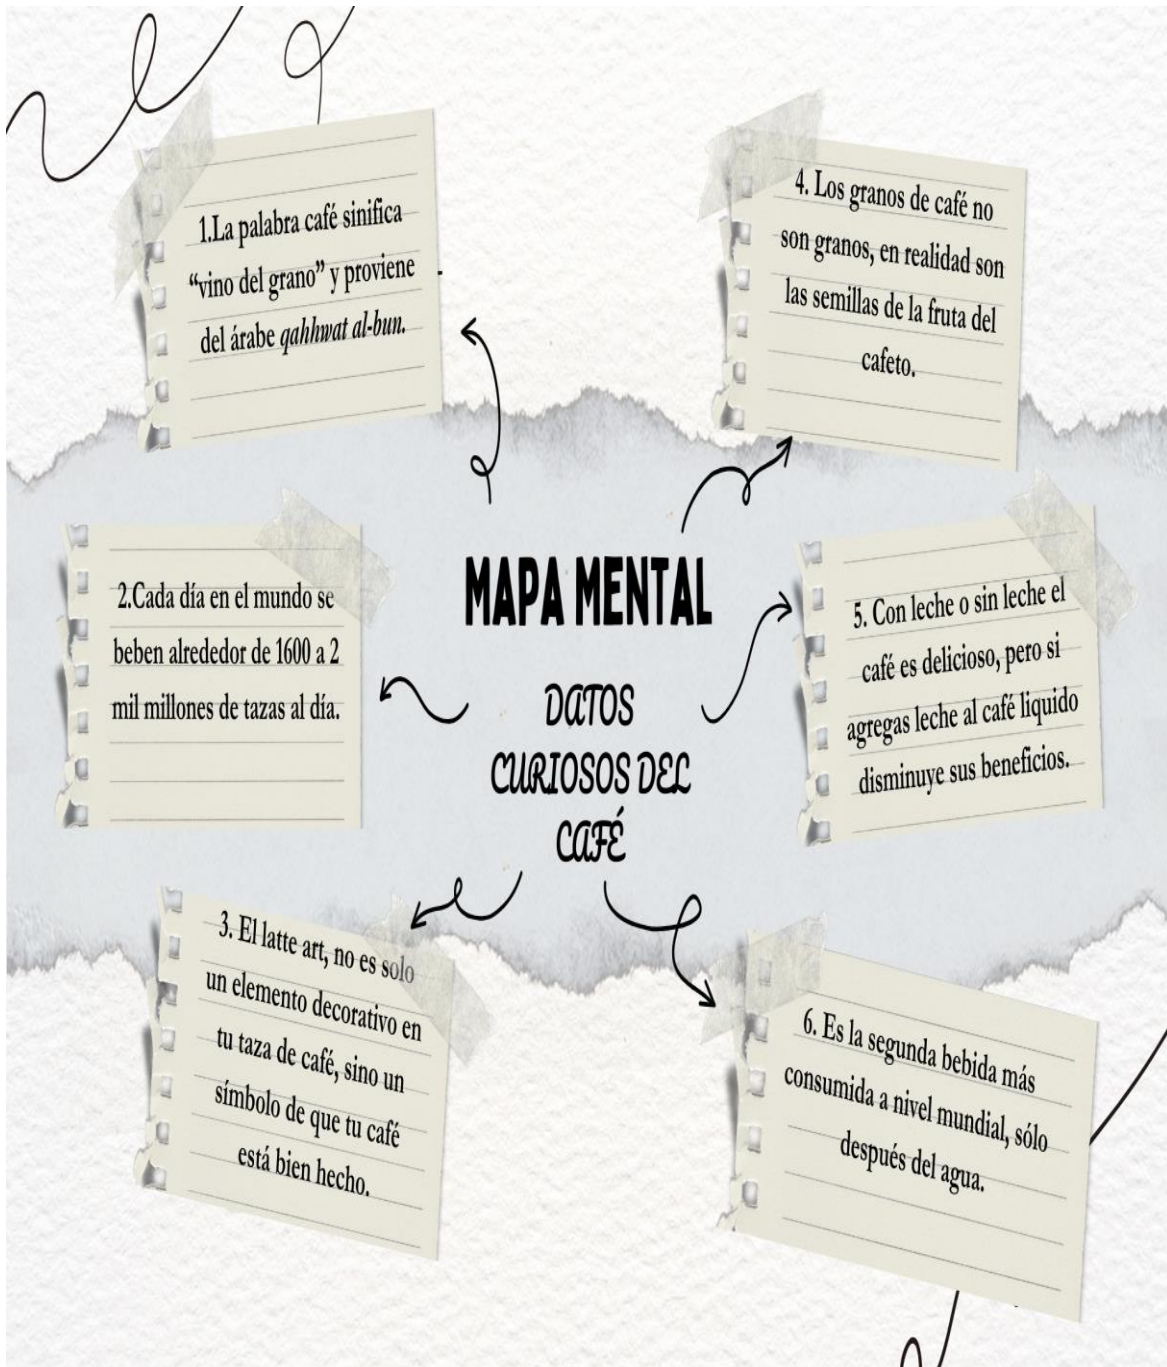 1.La palabra café sinifica
“vino del grano” y proviene
del árabe qahhwat al-bun.
2.Cada día en el mundo se
beben alrededor de 1600 a 2
mil millones de tazas al día.
3. El latte art, no es solo
un elemento decorativo en
tu taza de café, sino un
símbolo de que tu café
está bien hecho.
MAPA MENTAL
DATOS
CURIOSOS DEL
CAFÉ
4. Los granos de café no
son granos, en realidad son
las semillas de la fruta del
cafeto.
5. Con leche o sin leche el
café es delicioso, pero si
agregas leche al café liquido
disminuye sus beneficios.
6. Es la segunda bebida más
consumida a nivel mundial, sólo
después del agua.